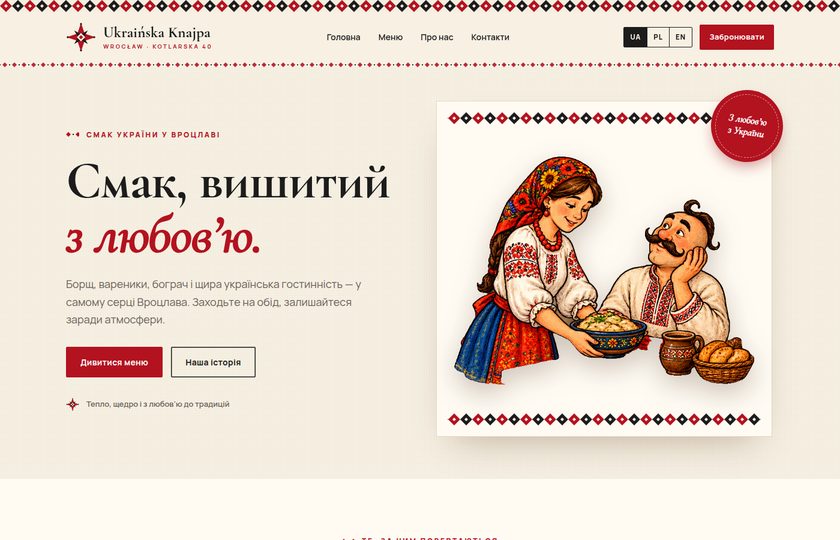 Ukraińska Knajpa
WROCŁAW · KOTLARSKA 40
Головна
Меню
Про нас
Контакти
UA
PL
EN
Забронювати
СМАК УКРАЇНИ У ВРОЦЛАВІ
Смак, вишитий
з любов’ю.
Борщ, вареники, бограч і щира українська гостинність — у
самому серці Вроцлава. Заходьте на обід, залишайтеся
заради атмосфери.
Дивитися меню
Наша історія
Тепло, щедро і з любов’ю до традицій
З любов’ю
з України